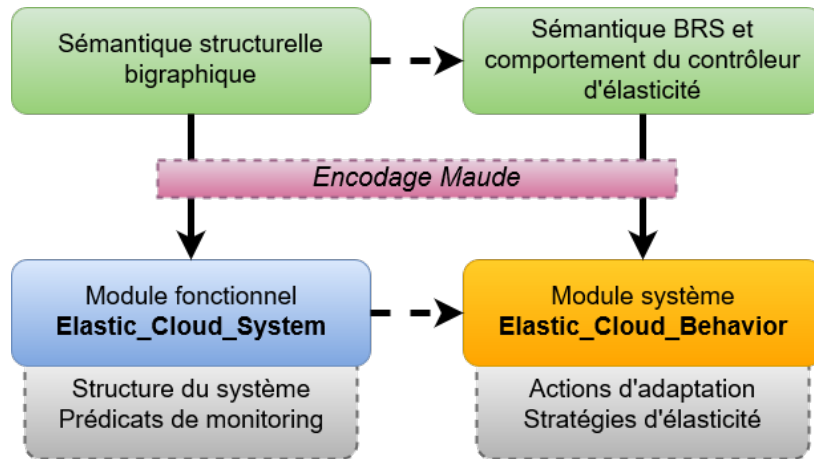 Sémantique structurelle
bigraphique
Sémantique BRS et
comportement du contrôleur
d'élasticité
Encodage Maude
Module fonctionnel
Elastic_Cloud_System
Module système
Elastic_Cloud_Behavior
Structure du système
Prédicats de monitoring
Actions d'adaptation
Stratégies d'élasticité